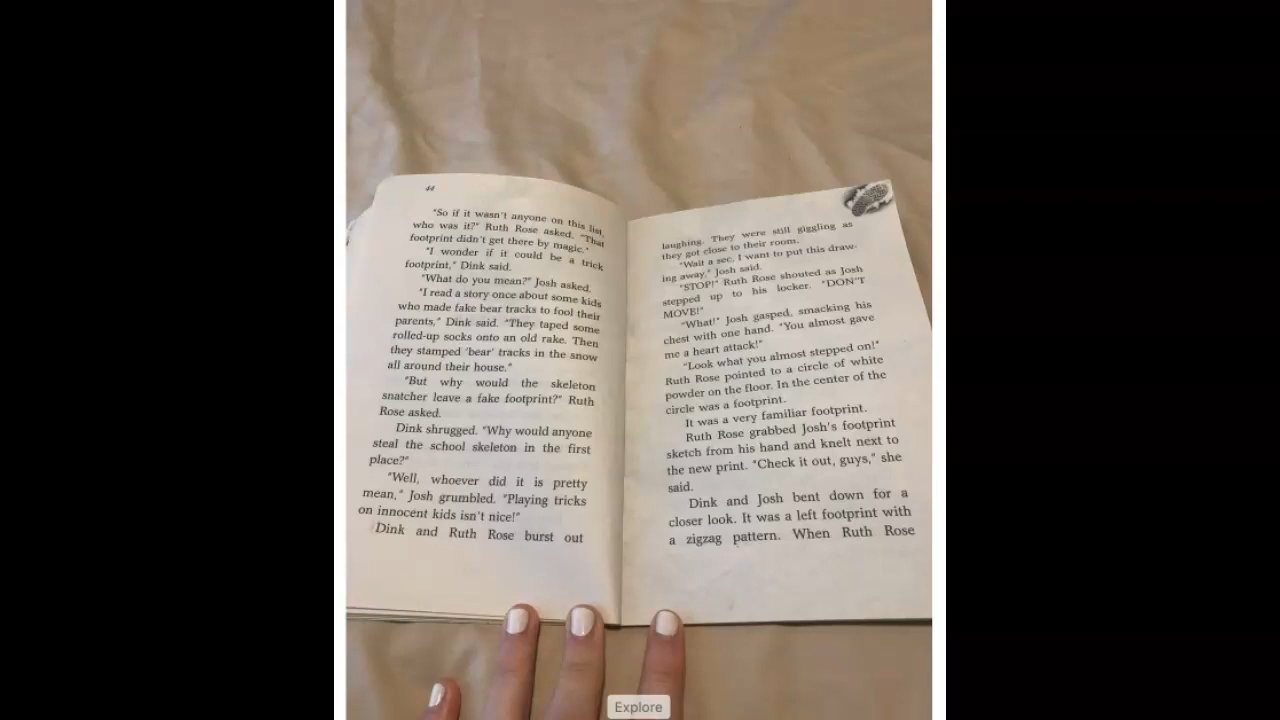 44
"So if it wasn't anyone on this list,
who was it?" Ruth Rose asked. "That
footprint didn't get there by magic."
"I wonder if it could be a trick
footprint," Dink said.
"What do you mean?" Josh asked.
"I read a story once about some kids
who made fake bear tracks to fool their
parents," Dink said. "They taped some
rolled-up socks onto an old rake. Then
they stamped 'bear' tracks in the snow
all around their house."
"But why would the skeleton
snatcher leave a fake footprint?" Ruth
Rose asked.
Dink shrugged. "Why would anyone
steal the school skeleton in the first
place?"
"Well, whoever did it is pretty
mean," Josh grumbled. "Playing tricks
on innocent kids isn't nice!"
Dink and Ruth Rose burst out
laughing. They were still giggling as
they got close to their room.
"Wait a sec. I want to put this draw-
ing away," Josh said.
"STOP!" Ruth Rose shouted as Josh
stepped up to his locker. "DON'T
MOVE!"
"What!" Josh gasped, smacking his
chest with one hand. "You almost gave
me a heart attack!"
"Look what you almost stepped on!"
Ruth Rose pointed to a circle of white
powder on the floor. In the center of the
circle was a footprint.
It was a very familiar footprint.
Ruth Rose grabbed Josh's footprint
sketch from his hand and knelt next to
the new print. "Check it out, guys," she
said.
Dink and Josh bent down for a
closer look. It was a left footprint with
a zigzag pattern. When Ruth Rose
Explore